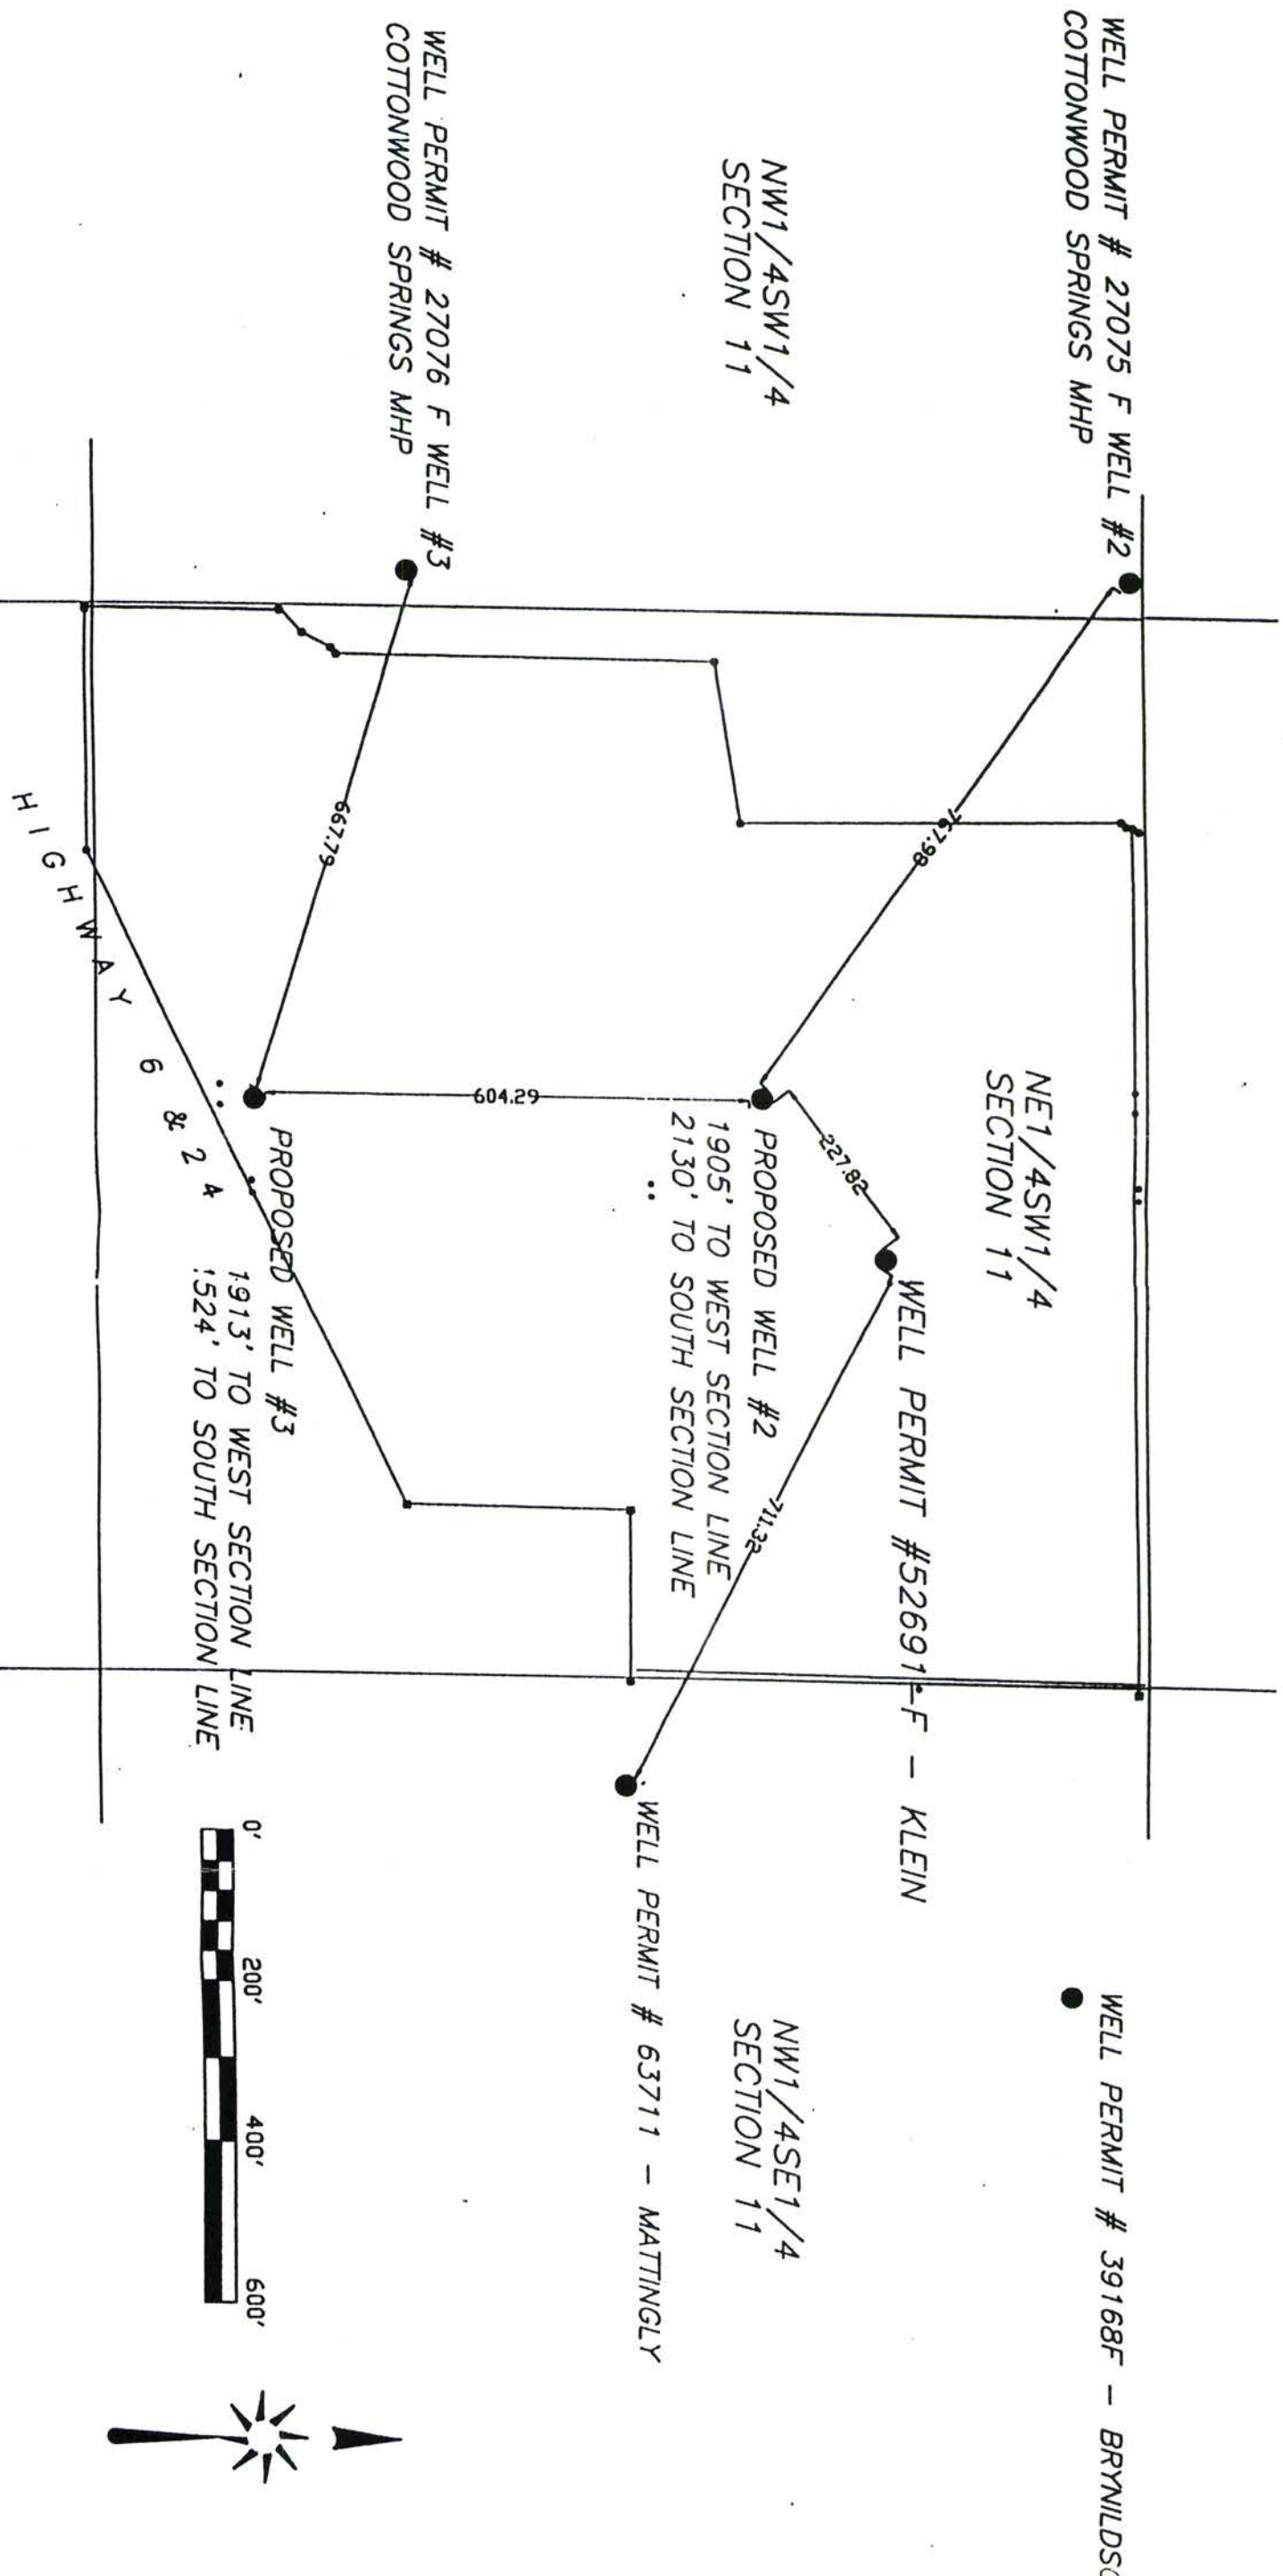 WELL PERMIT # 27075 F WELL #2
COTTONWOOD SPRINGS MHP
WELL PERMIT # 39168F –
NE1/4SW1/4
SECTION 11
767.98
227.82
WELL PERMIT #52691-F – KLEIN
NW1/4SW1/4
SECTION 11
PROPOSED WELL #2
1905' TO WEST SECTION LINE
2130' TO SOUTH SECTION LINE
711.32
NW1/4SE1/4
SECTION 11
604.29
WELL PERMIT # 63711 – MATTINGLY
WELL PERMIT # 27076 F WELL #3
COTTONWOOD SPRINGS MHP
667.79
PROPOSED WELL #3
1913' TO WEST SECTION LINE
1524' TO SOUTH SECTION LINE
HIGHWAY 6 & 24
0' 200' 400' 600'